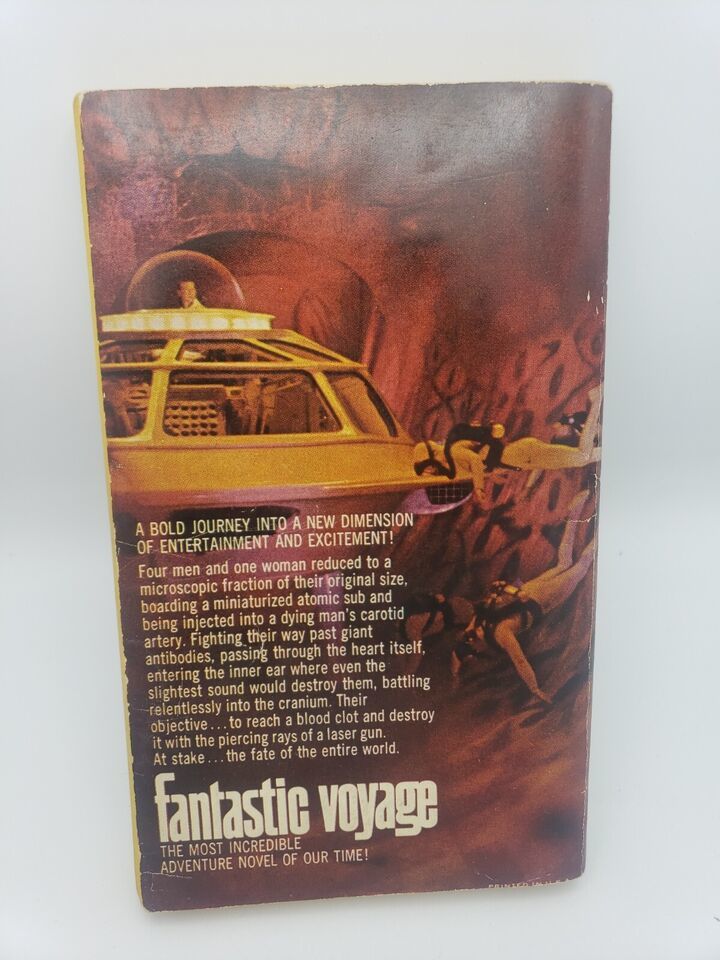 A BOLD JOURNEY INTO A NEW DIMENSION
OF ENTERTAINMENT AND EXCITEMENT!
Four men and one woman reduced to a
microscopic fraction of their original size,
boarding a miniaturized atomic sub and
being injected into a dying man's carotid
artery. Fighting their way past giant
antibodies, passing through the heart itself,
entering the inner ear where even the
slightest sound would destroy them, battling
relentlessly into the cranium. Their
objective...to reach a blood clot and destroy
it with the piercing rays of a laser gun.
At stake...the fate of the entire world.
fantastic voyage
THE MOST INCREDIBLE
ADVENTURE NOVEL OF OUR TIME!
PRINTED IN U.S.A.